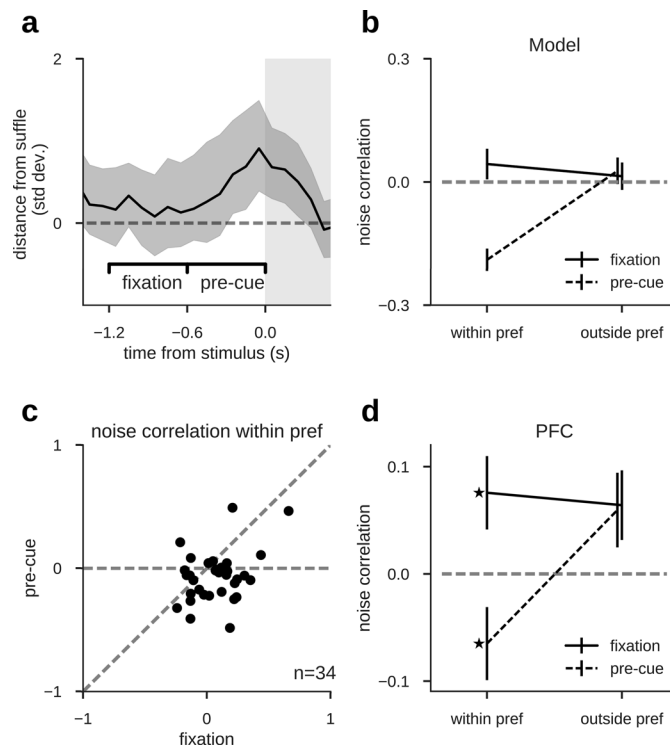 a
2
0
distance from suffle
(std dev.)
fixation
pre-cue
−1.2
−0.6
0.0
time from stimulus (s)
b
Model
0.3
0.0
−0.3
noise correlation
fixation
pre-cue
within pref
outside pref
c
noise correlation within pref
1
0
−1
pre-cue
n=34
−1
0
1
fixation
d
PFC
0.1
0.0
−0.1
noise correlation
fixation
pre-cue
within pref
outside pref